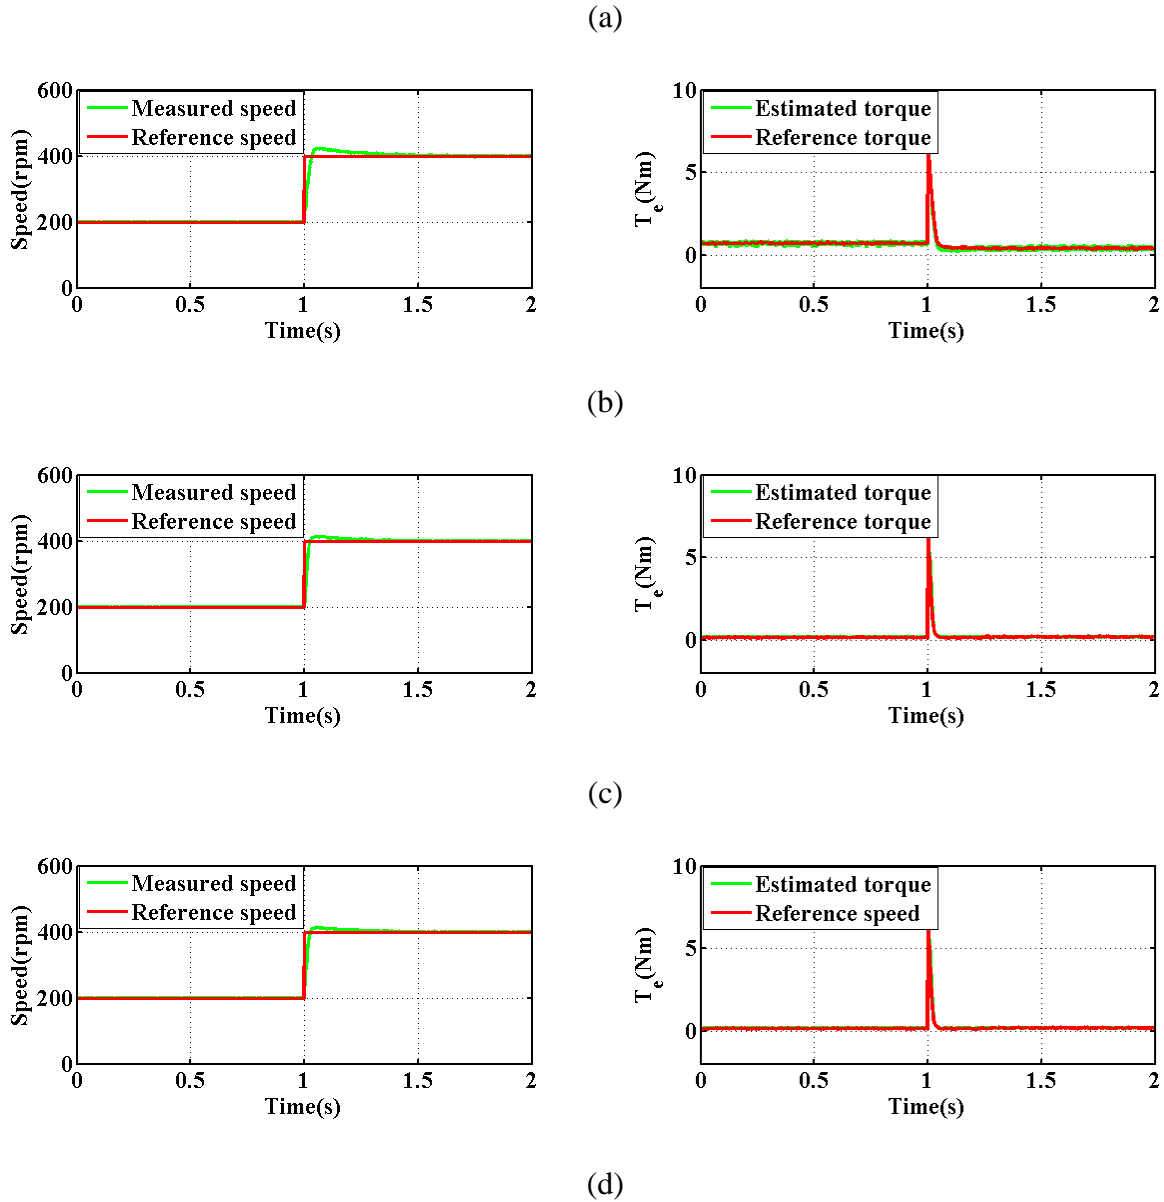 (a)
600
400
200
0
Speed(rpm)
Measured speed
Reference speed
0 0.5 1 1.5 2
Time(s)
10
5
0
T_e(Nm)
Estimated torque
Reference torque
0 0.5 1 1.5 2
Time(s)
(b)
600
400
200
0
Speed(rpm)
Measured speed
Reference speed
0 0.5 1 1.5 2
Time(s)
10
5
0
T_e(Nm)
Estimated torque
Reference torque
0 0.5 1 1.5 2
Time(s)
(c)
600
400
200
0
Speed(rpm)
Measured speed
Reference speed
0 0.5 1 1.5 2
Time(s)
10
5
0
T_e(Nm)
Estimated torque
Reference speed
0 0.5 1 1.5 2
Time(s)
(d)